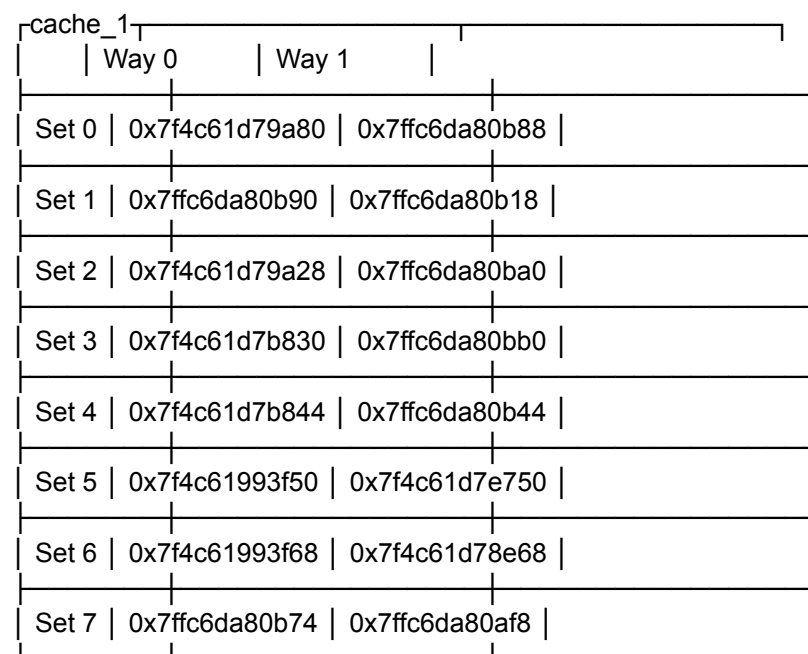 cache_1
│ │ Way 0 │ Way 1 │
│ Set 0 │ 0x7f4c61d79a80 │ 0x7ffc6da80b88 │
│ Set 1 │ 0x7ffc6da80b90 │ 0x7ffc6da80b18 │
│ Set 2 │ 0x7f4c61d79a28 │ 0x7ffc6da80ba0 │
│ Set 3 │ 0x7f4c61d7b830 │ 0x7ffc6da80bb0 │
│ Set 4 │ 0x7f4c61d7b844 │ 0x7ffc6da80b44 │
│ Set 5 │ 0x7f4c61993f50 │ 0x7f4c61d7e750 │
│ Set 6 │ 0x7f4c61993f68 │ 0x7f4c61d78e68 │
│ Set 7 │ 0x7ffc6da80b74 │ 0x7ffc6da80af8 │